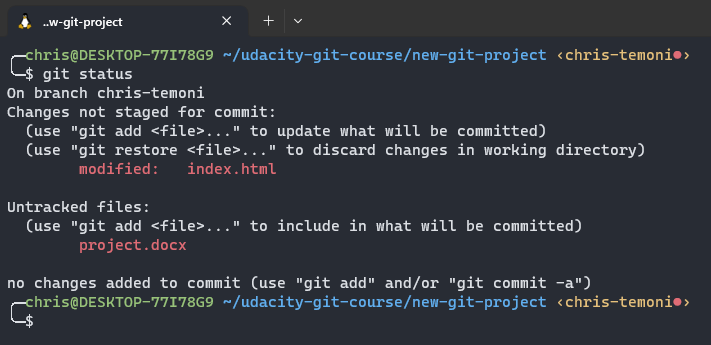 ..w-git-project
chris@DESKTOP-77I78G9 ~/udacity-git-course/new-git-project ‹chris-temoni●›
$ git status
On branch chris-temoni
Changes not staged for commit:
  (use "git add <file>..." to update what will be committed)
  (use "git restore <file>..." to discard changes in working directory)
        modified:   index.html

Untracked files:
  (use "git add <file>..." to include in what will be committed)
        project.docx

no changes added to commit (use "git add" and/or "git commit -a")
chris@DESKTOP-77I78G9 ~/udacity-git-course/new-git-project ‹chris-temoni●›
$